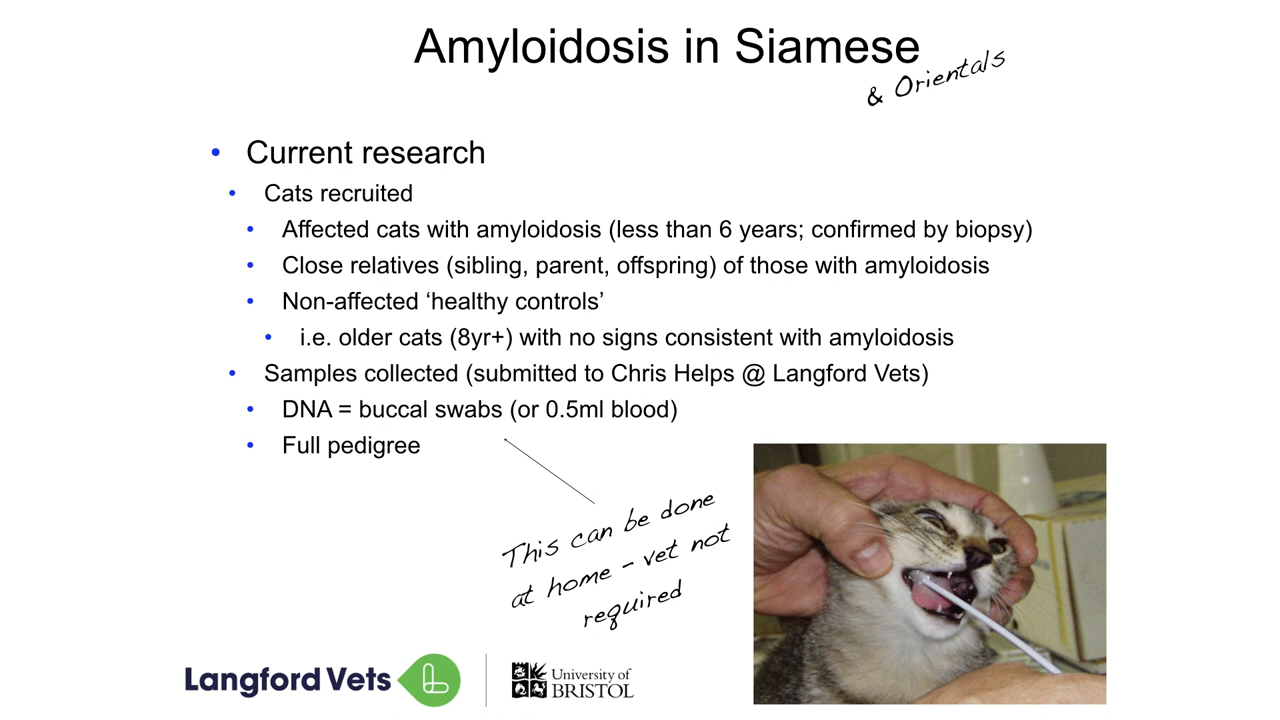 Amyloidosis in Siamese
& Orientals
• Current research
• Cats recruited
• Affected cats with amyloidosis (less than 6 years; confirmed by biopsy)
• Close relatives (sibling, parent, offspring) of those with amyloidosis
• Non-affected ‘healthy controls’
• i.e. older cats (8yr+) with no signs consistent with amyloidosis
• Samples collected (submitted to Chris Helps @ Langford Vets)
• DNA = buccal swabs (or 0.5ml blood)
• Full pedigree
This can be done
at home – vet not
required
Langford Vets
University of
BRISTOL